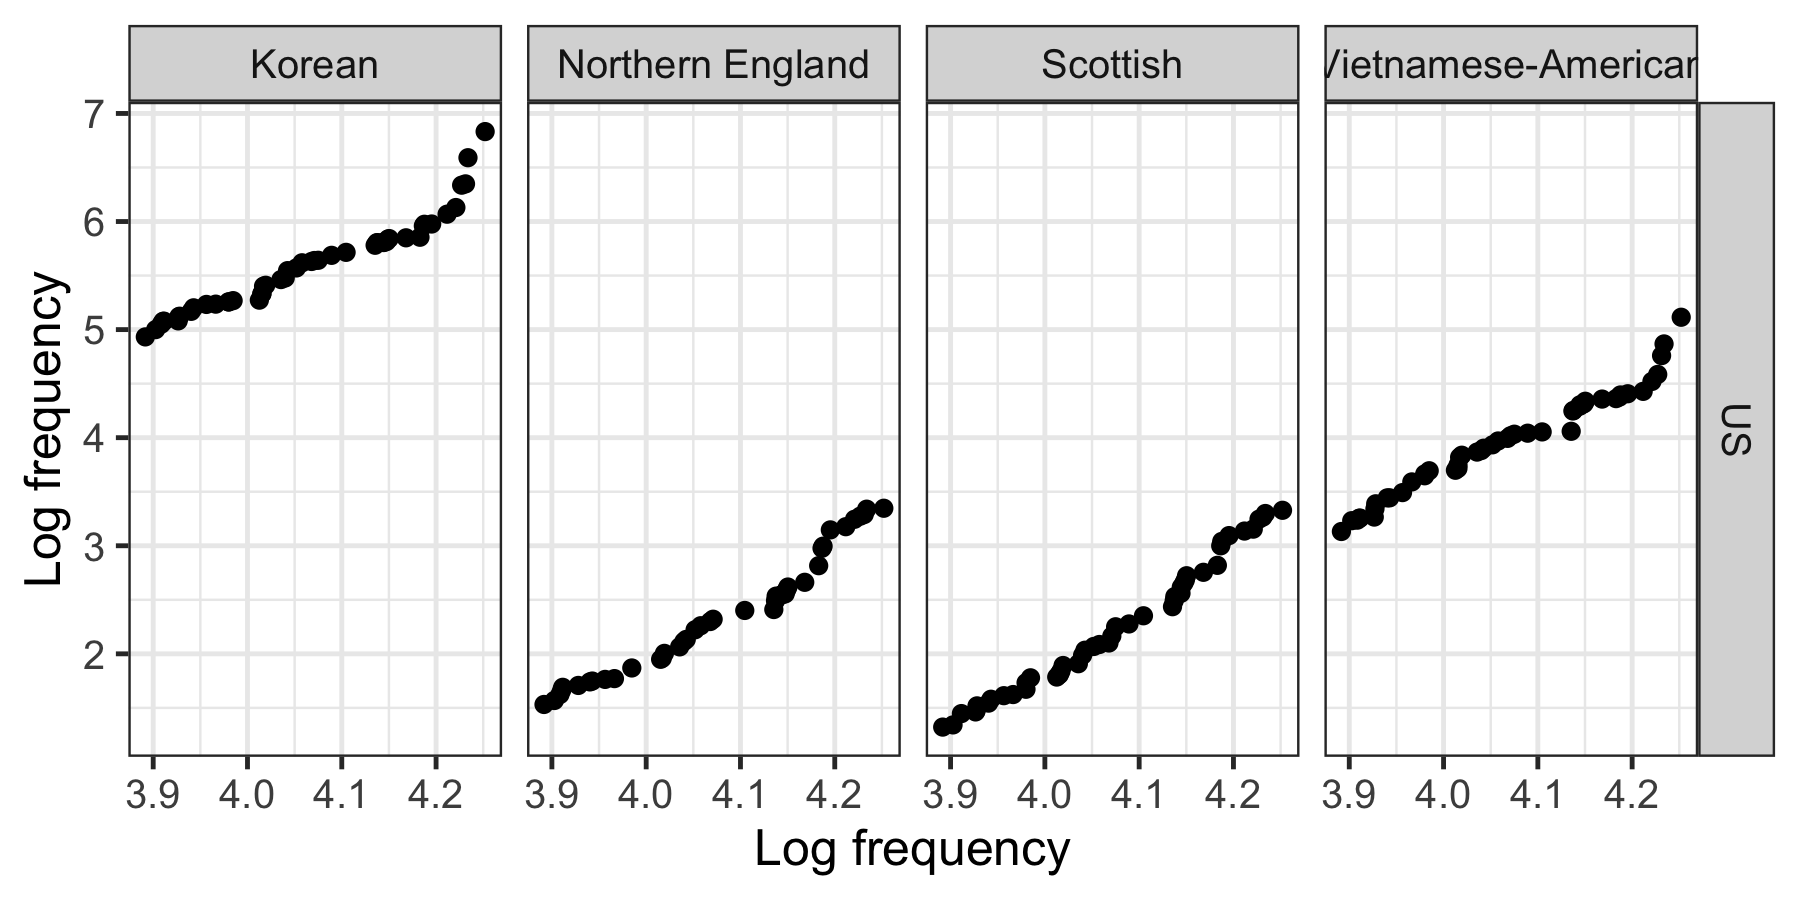 Korean
Northern England
Scottish
Vietnamese-American
US
Log frequency
7
6
5
4
3
2
3.9 4.0 4.1 4.2
3.9 4.0 4.1 4.2
3.9 4.0 4.1 4.2
3.9 4.0 4.1 4.2
Log frequency